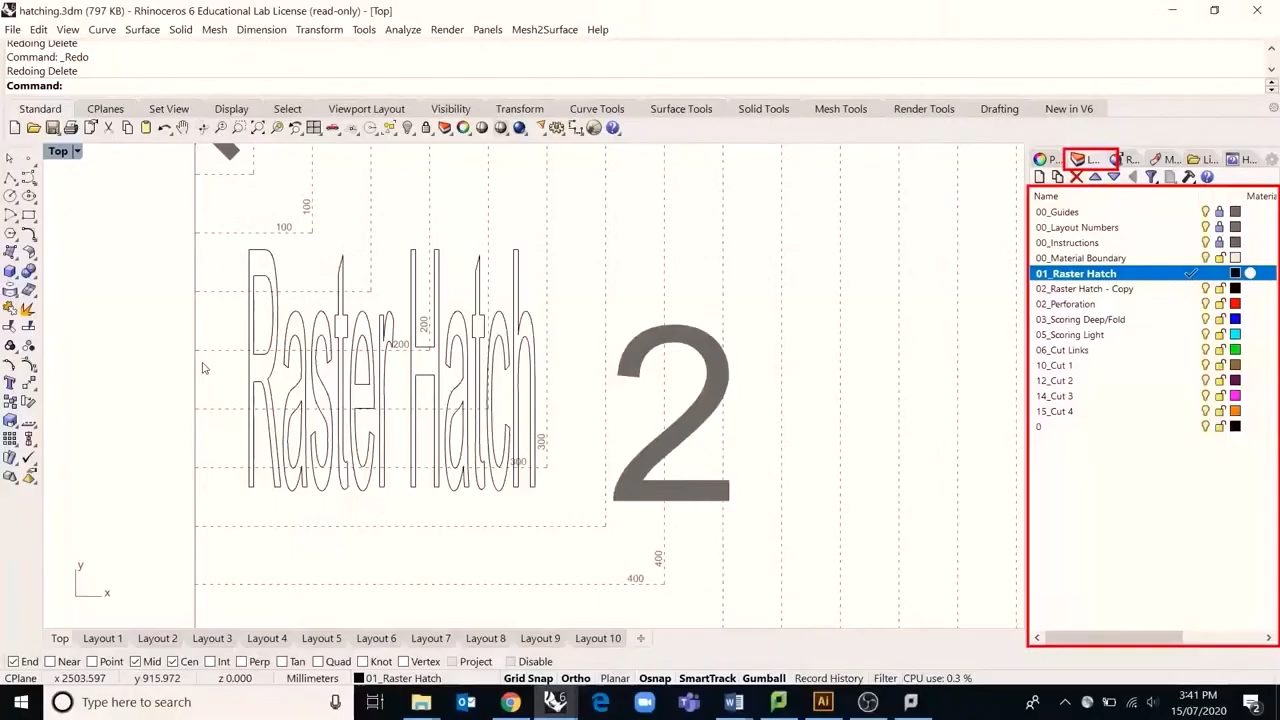 hatching.3dm (797 KB) - Rhinoceros 6 Educational Lab License (read-only) - [Top]
File Edit View Curve Surface Solid Mesh Dimension Transform Tools Analyze Render Panels Mesh2Surface Help
Redoing Delete
Command: _Redo
Redoing Delete
Command:
Standard CPlanes Set View Display Select Viewport Layout Visibility Transform Curve Tools Surface Tools Solid Tools Mesh Tools Render Tools Drafting New in V6
Top
P... L... R... M... Li... H...
Name Material
00_Guides
00_Layout Numbers
00_Instructions
00_Material Boundary
01_Raster Hatch
02_Raster Hatch - Copy
02_Perforation
03_Scoring Deep/Fold
05_Scoring Light
06_Cut Links
10_Cut 1
12_Cut 2
14_Cut 3
15_Cut 4
0
100
100
Raster Hatch
200
200
300
300
400
400
2
y
x
Top Layout 1 Layout 2 Layout 3 Layout 4 Layout 5 Layout 6 Layout 7 Layout 8 Layout 9 Layout 10
End Near Point Mid Cen Int Perp Tan Quad Knot Vertex Project Disable
CPlane x 2503.597 y 915.972 z 0.000 Millimeters 01_Raster Hatch Grid Snap Ortho Planar Osnap SmartTrack Gumball Record History Filter CPU use: 0.3 %
Type here to search
3:41 PM
15/07/2020
2